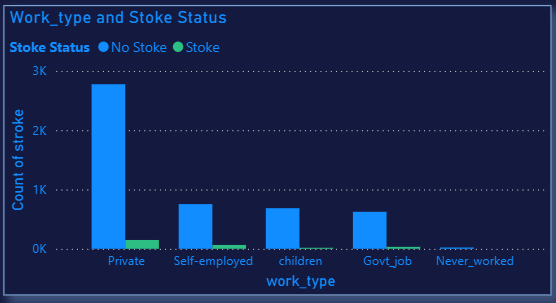 Work_type and Stoke Status
Stoke Status No Stoke Stoke
3K
2K
1K
0K
Count of stroke
Private Self-employed children Govt_job Never_worked
work_type